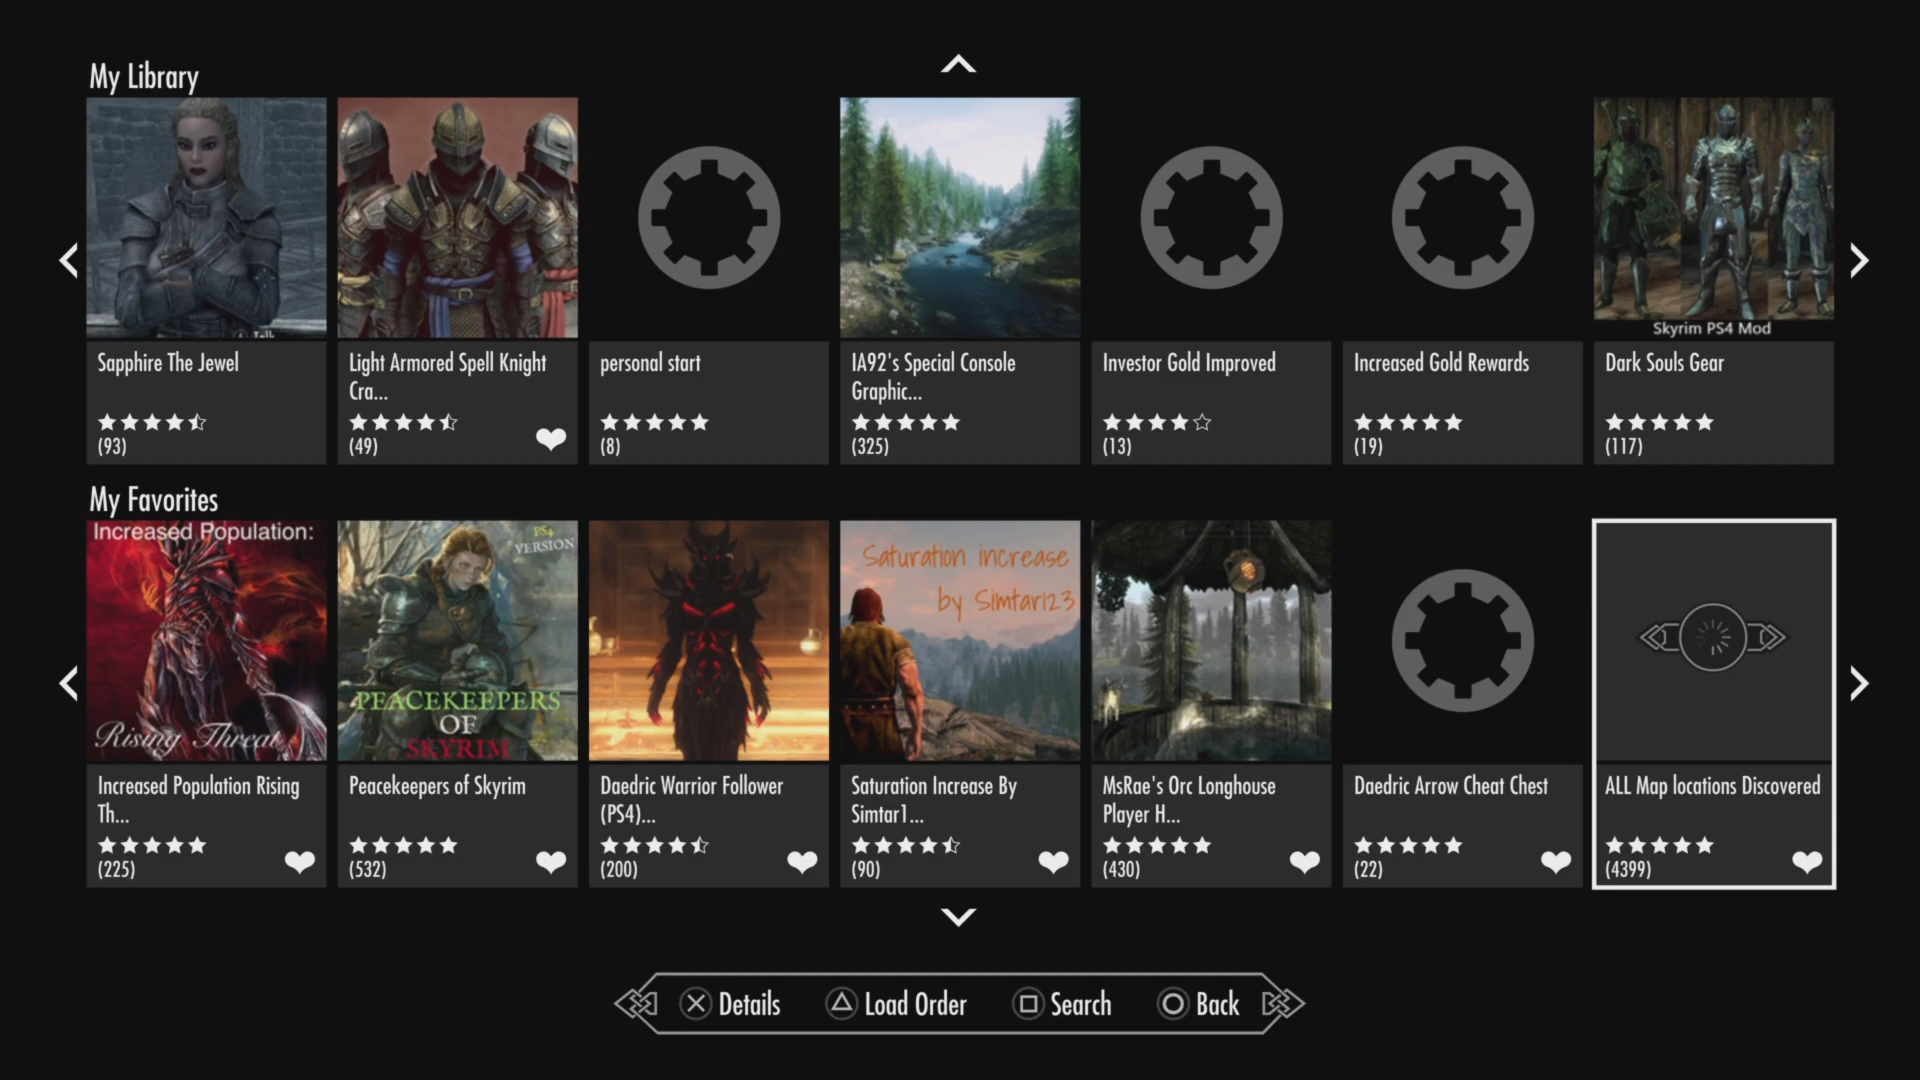 My Library
Talk
Skyrim PS4 Mod
Sapphire The Jewel
(93)
Light Armored Spell Knight
Cra...
(49)
personal start
(8)
IA92's Special Console
Graphic...
(325)
Investor Gold Improved
(13)
Increased Gold Rewards
(19)
Dark Souls Gear
(117)
My Favorites
Increased Population:
Rising Threat
PS4
VERSION
PEACEKEEPERS
OF
SKYRIM
Saturation increase
by Simtar123
Increased Population Rising
Th...
(225)
Peacekeepers of Skyrim
(532)
Daedric Warrior Follower
(PS4)...
(200)
Saturation Increase By
Simtar1...
(90)
MsRae's Orc Longhouse
Player H...
(430)
Daedric Arrow Cheat Chest
(22)
ALL Map locations Discovered
(4399)
Details Load Order Search Back